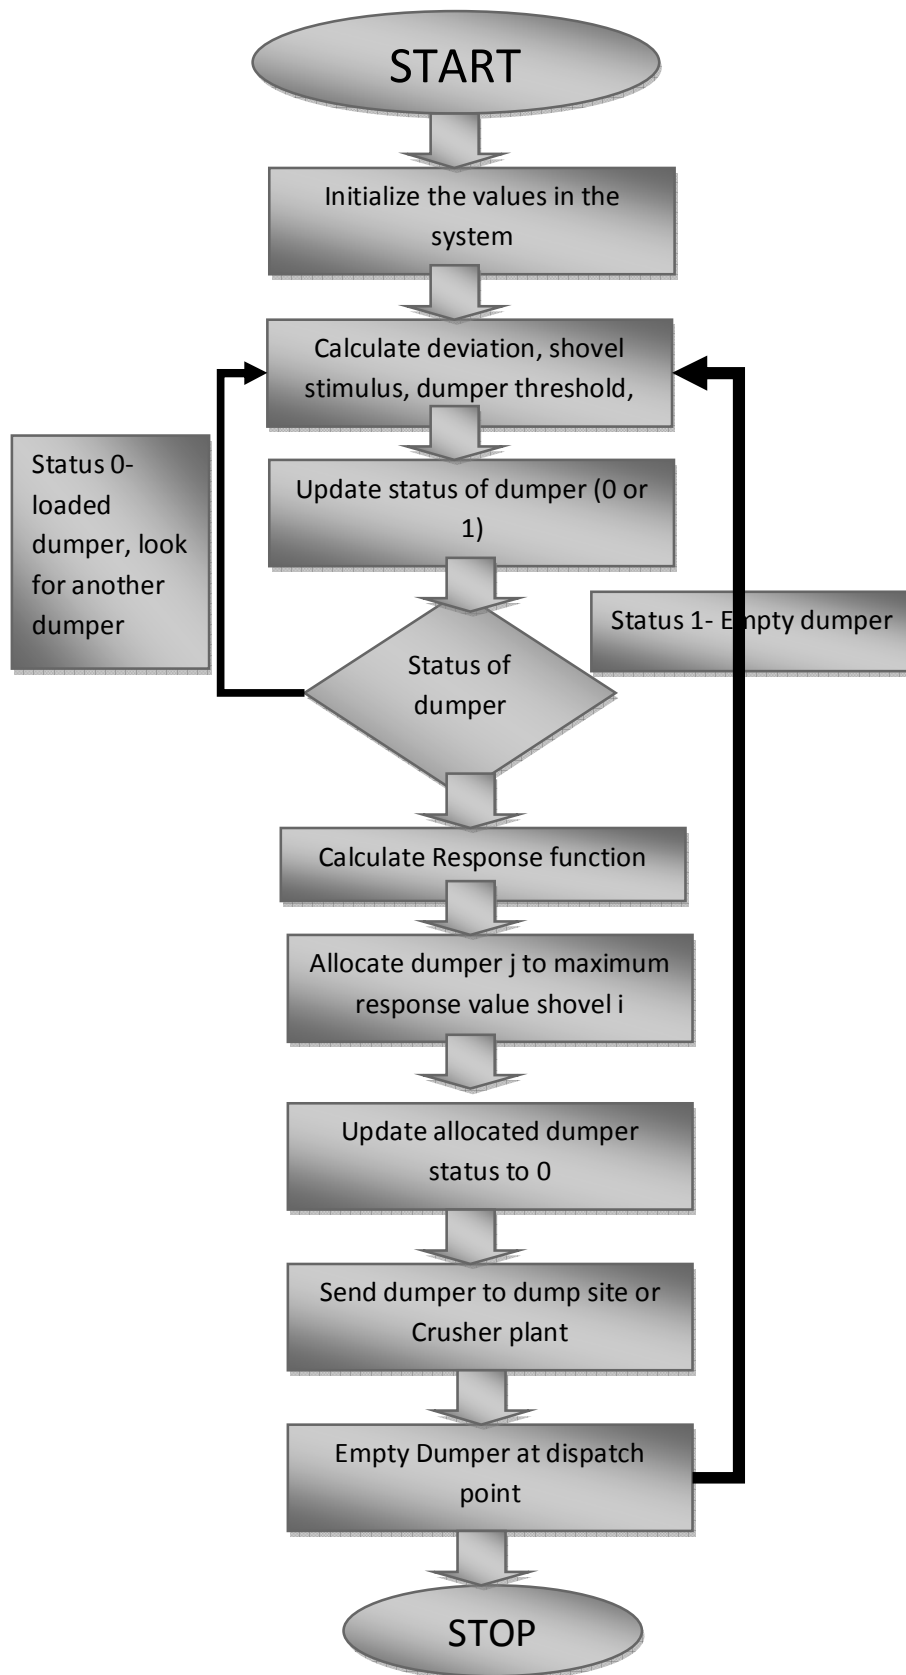 START
Initialize the values in the
system
Calculate deviation, shovel
stimulus, dumper threshold,
Status 0-
loaded
dumper, look
for another
dumper
Update status of dumper (0 or
1)
Status 1- Empty dumper
Status of
dumper
Calculate Response function
Allocate dumper j to maximum
response value shovel i
Update allocated dumper
status to 0
Send dumper to dump site or
Crusher plant
Empty Dumper at dispatch
point
STOP